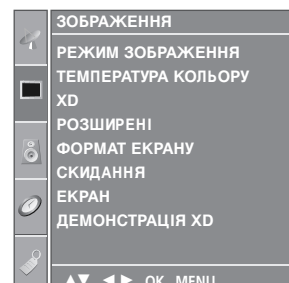 ЗОБРАЖЕННЯ
РЕЖИМ ЗОБРАЖЕННЯ
ТЕМПЕРАТУРА КОЛЬОРУ
XD
РОЗШИРЕНІ
ФОРМАТ ЕКРАНУ
СКИДАННЯ
ЕКРАН
ДЕМОНСТРАЦІЯ XD
▲▼ ◄► OK MENU